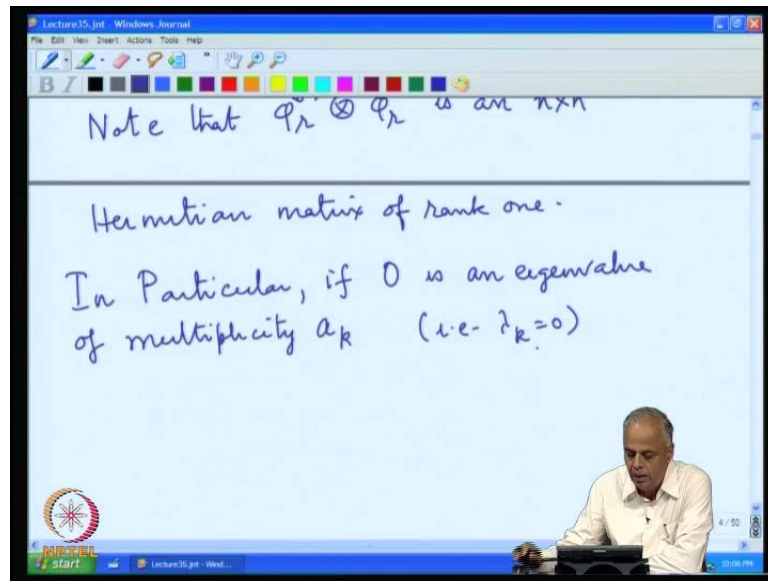 Lecture35.jnt - Windows Journal
File Edit View Insert Actions Tools Help
B I
Note that φr ⊗ φr is an n×n
Hermitian matrix of rank one.
In Particular, if 0 is an eigenvalue
of multiplicity ak (i.e. λk=0)
4 / 50
NPTEL
start Lecture35.jnt - Wind...
10:06 PM